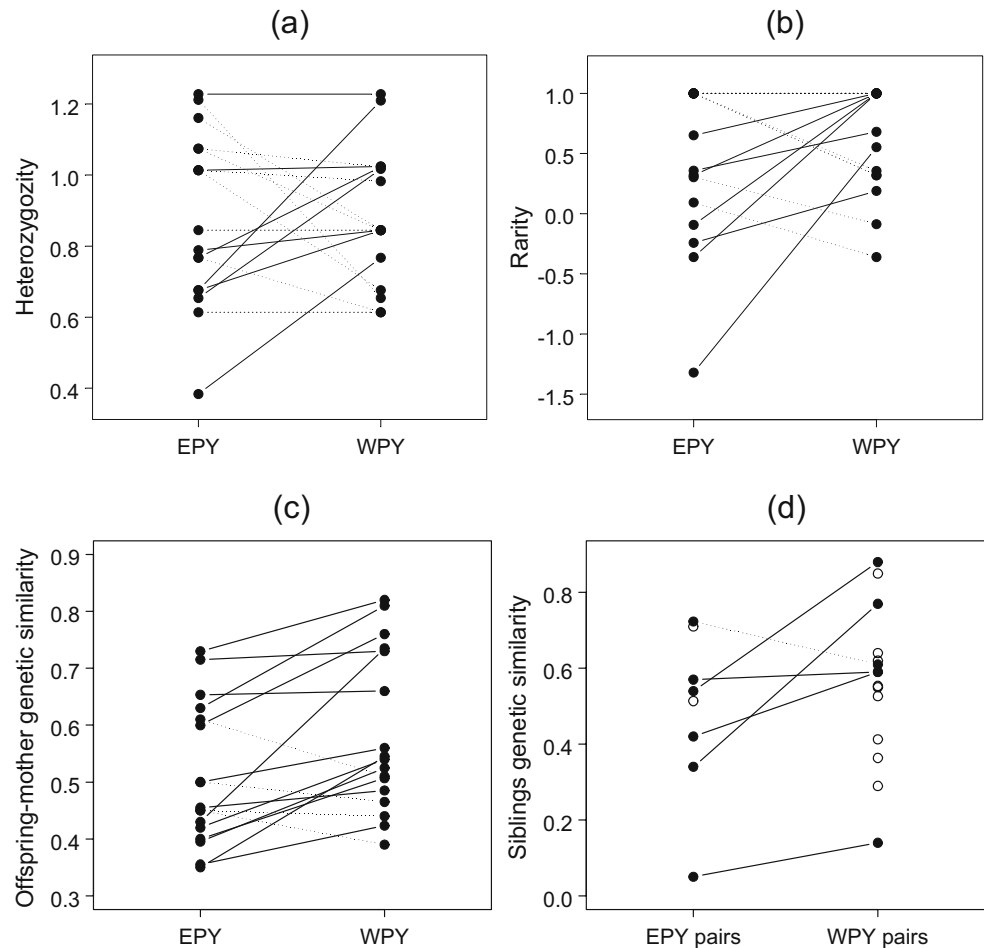 (a)
Heterozygozity
1.2
1.0
0.8
0.6
0.4
EPY
WPY
(b)
Rarity
1.0
0.5
0.0
-0.5
-1.0
-1.5
EPY
WPY
(c)
Offspring-mother genetic similarity
0.9
0.8
0.7
0.6
0.5
0.4
0.3
EPY
WPY
(d)
Siblings genetic similarity
0.8
0.6
0.4
0.2
0.0
EPY pairs
WPY pairs